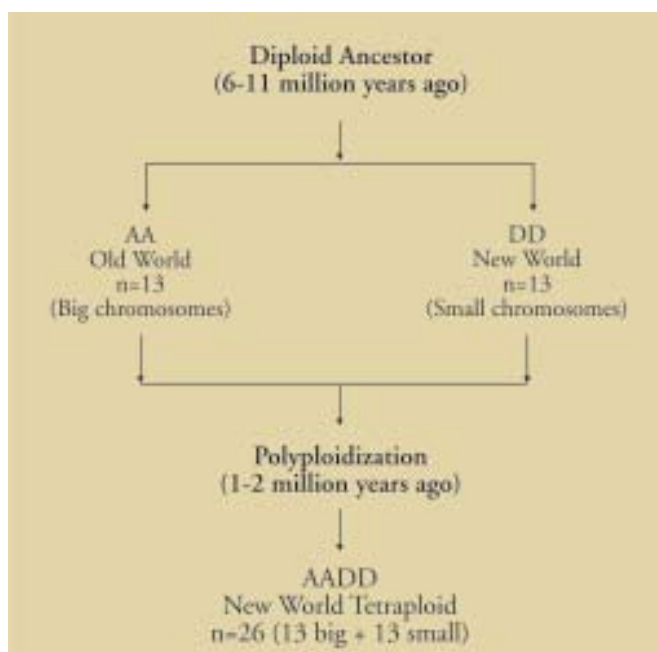 Diploid Ancestor
(6-11 million years ago)
AA
Old World
n=13
(Big chromosomes)
DD
New World
n=13
(Small chromosomes)
Polyploidization
(1-2 million years ago)
AADD
New World Tetraploid
n=26 (13 big + 13 small)